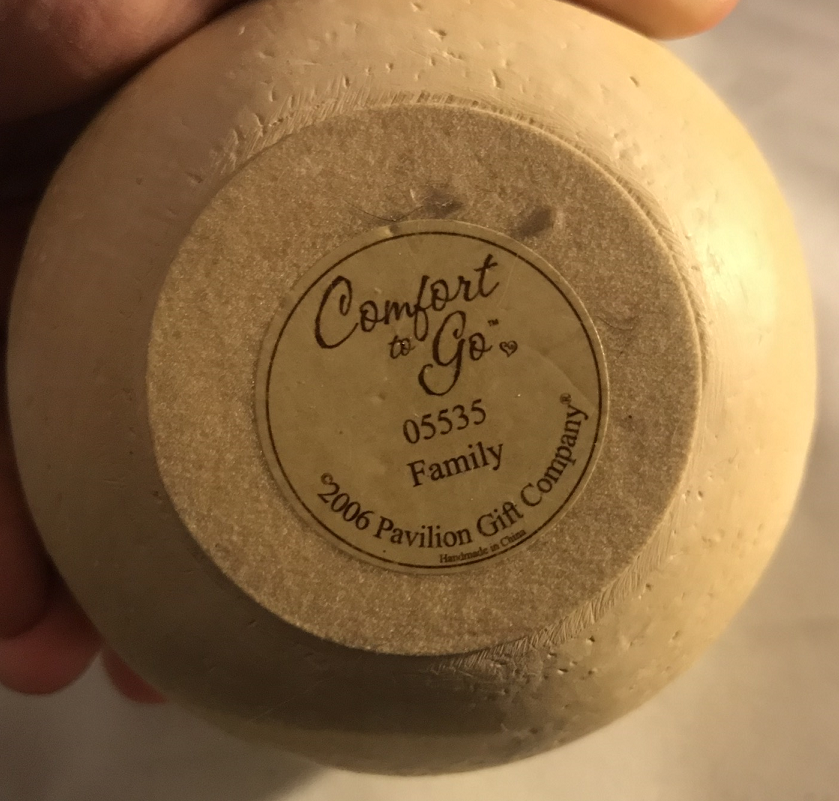 Comfort
to Go™
05535
Family
©2006 Pavilion Gift Company®
Handmade in China